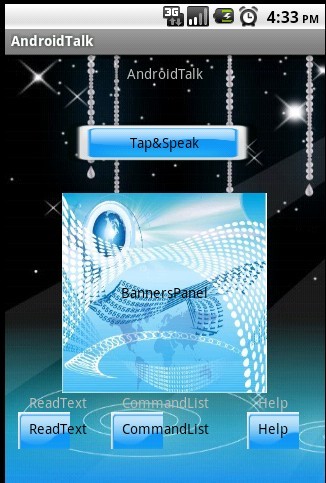 3G 4:33 PM
AndroidTalk
AndroidTalk
Tap&Speak
BannersPanel
ReadText CommandList Help
ReadText CommandList Help